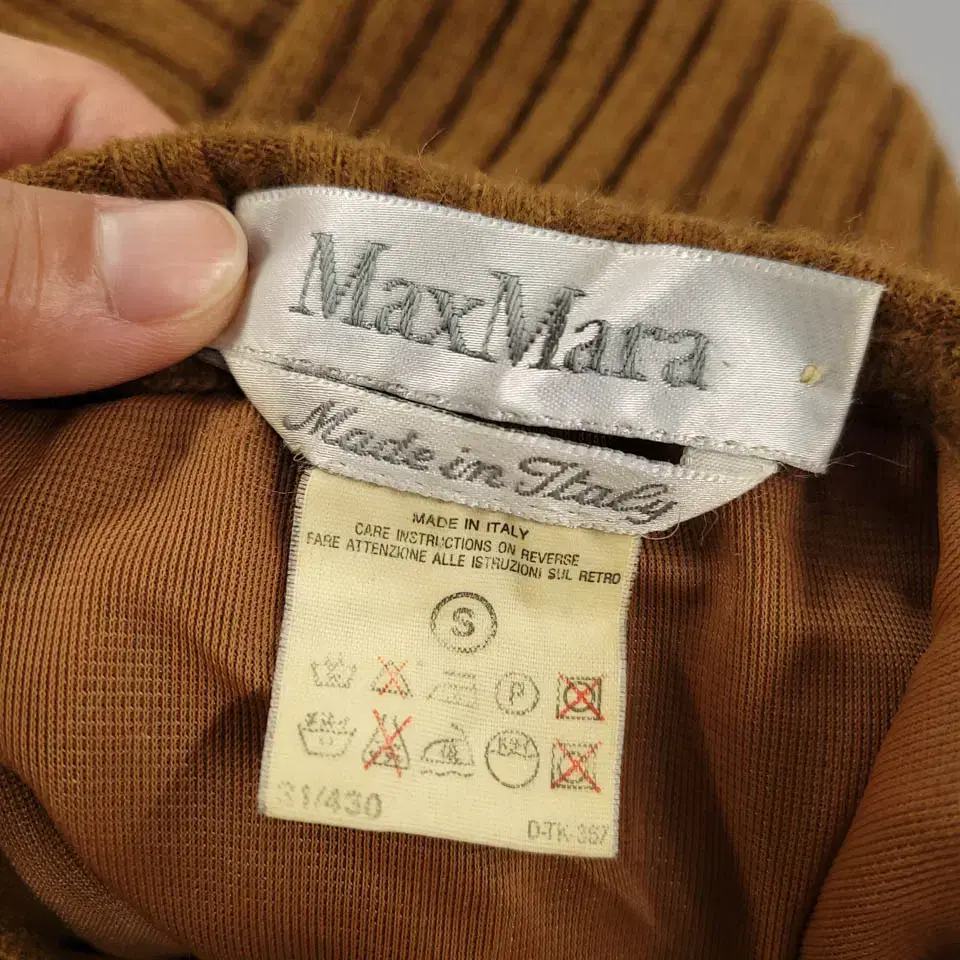 MaxMara
Made in Italy
MADE IN ITALY
CARE INSTRUCTIONS ON REVERSE
FARE ATTENZIONE ALLE ISTRUZIONI SUL RETRO
S
P
31/430
D-TK-367